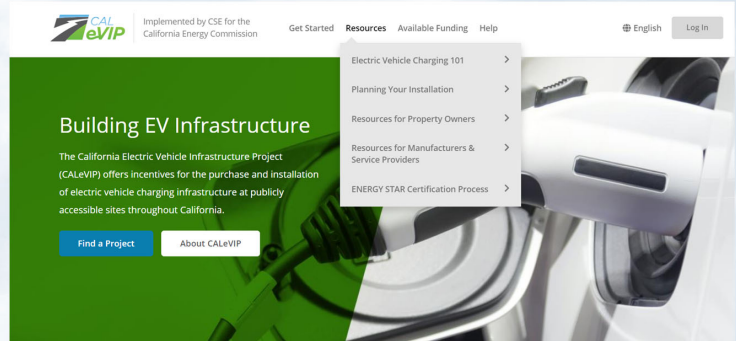 CAL
eVIP
Implemented by CSE for the
California Energy Commission
Get Started Resources Available Funding Help
English
Log In
Electric Vehicle Charging 101
Planning Your Installation
Resources for Property Owners
Resources for Manufacturers &
Service Providers
ENERGY STAR Certification Process
Building EV Infrastructure
The California Electric Vehicle Infrastructure Project
(CALeVIP) offers incentives for the purchase and installation
of electric vehicle charging infrastructure at publicly
accessible sites throughout California.
Find a Project
About CALeVIP